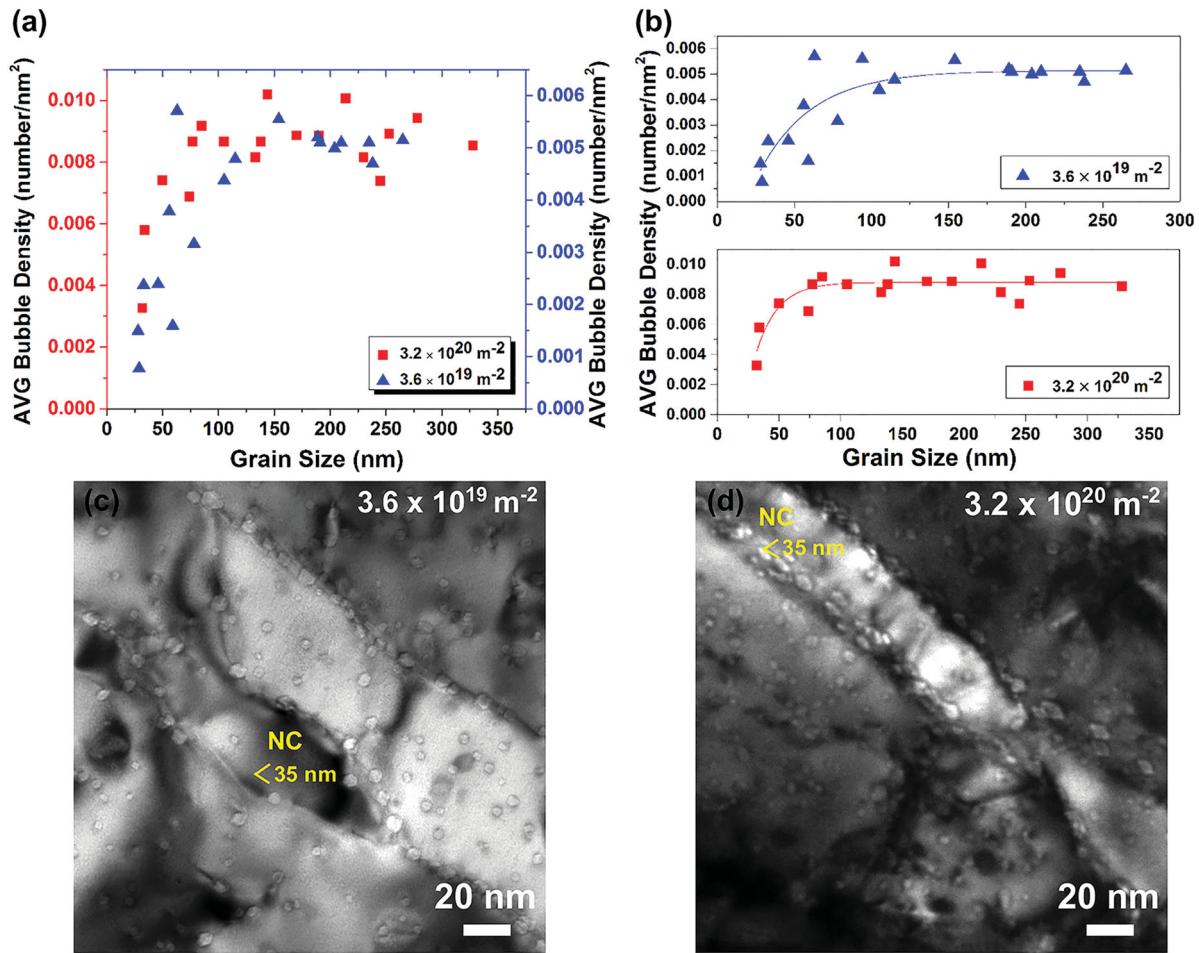 (a)
AVG Bubble Density (number/nm²)
0.010
0.008
0.006
0.004
0.002
0.000
0.006
0.005
0.004
0.003
0.002
0.001
0.000
AVG Bubble Density (number/nm²)
3.2 × 10²⁰ m⁻²
3.6 × 10¹⁹ m⁻²
0 50 100 150 200 250 300 350
Grain Size (nm)
(b)
AVG Bubble Density (number/nm²)
0.006
0.005
0.004
0.003
0.002
0.001
0.000
3.6 × 10¹⁹ m⁻²
0 50 100 150 200 250 300
0.010
0.008
0.006
0.004
0.002
0.000
3.2 × 10²⁰ m⁻²
0 50 100 150 200 250 300 350
Grain Size (nm)
(c)
3.6 x 10¹⁹ m⁻²
NC
<35 nm
20 nm
(d)
3.2 x 10²⁰ m⁻²
NC
<35 nm
20 nm